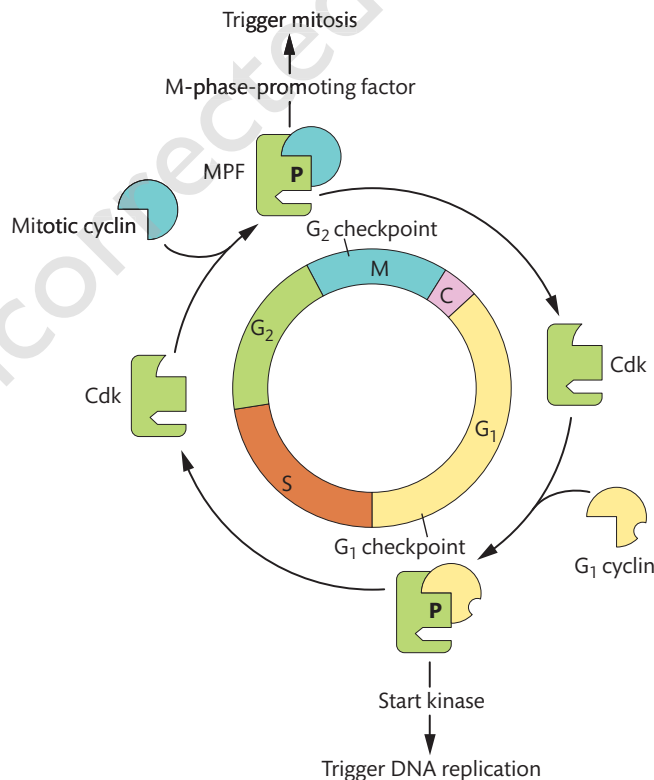 Trigger mitosis
M-phase-promoting factor
MPF
P
Mitotic cyclin
G2 checkpoint
M
C
G2
Cdk
Cdk
G1
S
G1 checkpoint
G1 cyclin
P
Start kinase
Trigger DNA replication
corrected